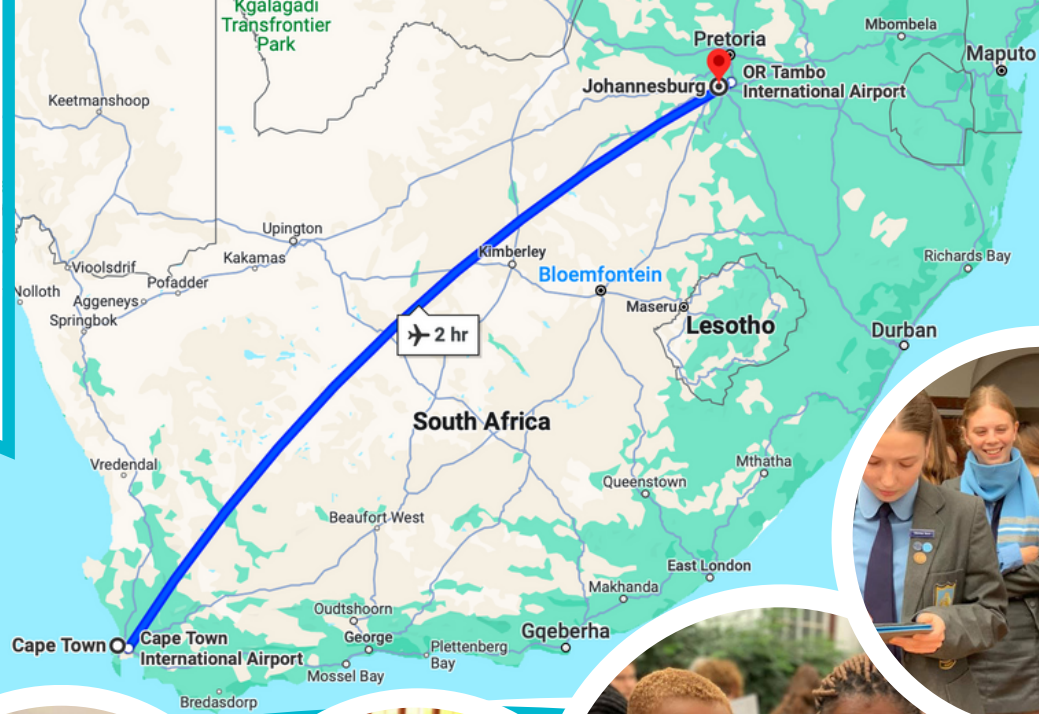 Kgalagadi
Transfrontier
Park
Mbombela
Pretoria
Maputo
OR Tambo
International Airport
Johannesburg
Keetmanshoop
Upington
Kakamas
Kimberley
Richards Bay
Vioolsdrif
Pofadder
Bloemfontein
Nolloth
Aggeneys
Maseru
Springbok
Lesotho
Durban
2 hr
South Africa
Vredendal
Mthatha
Queenstown
Beaufort West
East London
Makhanda
Oudtshoorn
Cape Town
Cape Town
International Airport
George
Gqeberha
Plettenberg
Bay
Mossel Bay
Bredasdorp